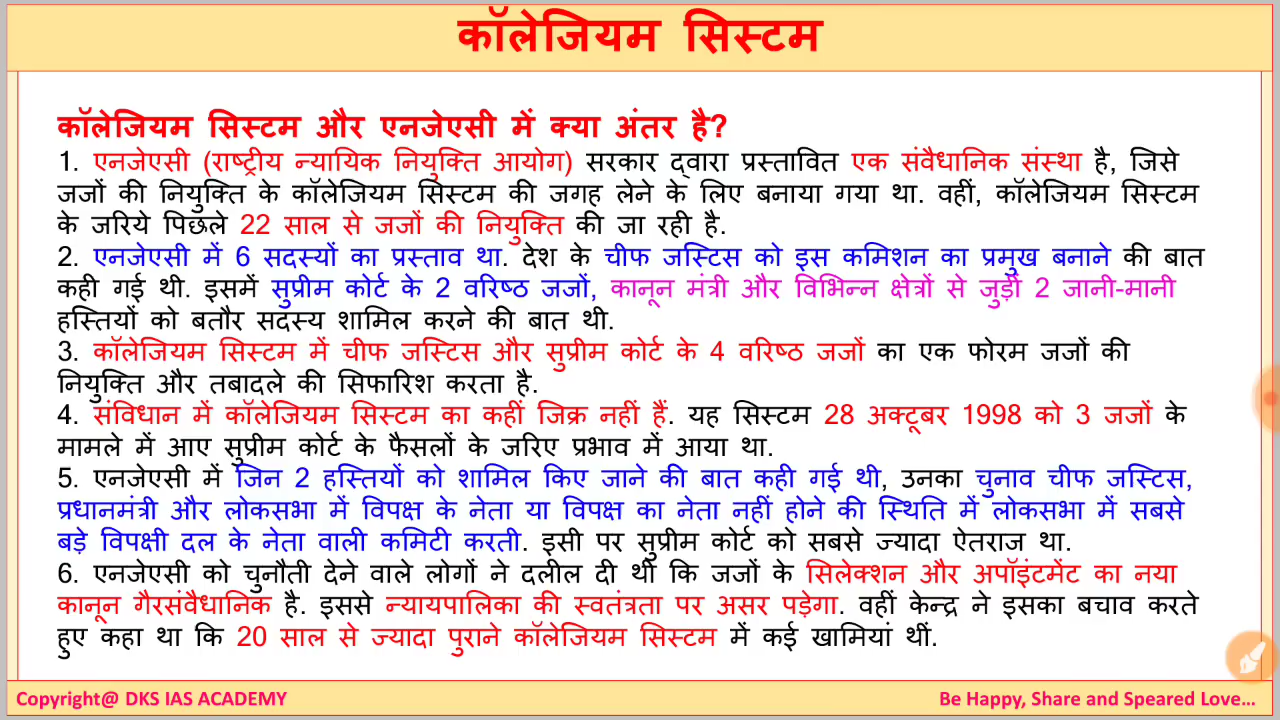 कॉलेजियम सिस्टम
कॉलेजियम सिस्टम और एनजेएसी में क्या अंतर है?
1. एनजेएसी (राष्ट्रीय न्यायिक नियुक्ति आयोग) सरकार द्वारा प्रस्तावित एक संवैधानिक संस्था है, जिसे
जजों की नियुक्ति के कॉलेजियम सिस्टम की जगह लेने के लिए बनाया गया था. वहीं, कॉलेजियम सिस्टम
के जरिये पिछले 22 साल से जजों की नियुक्ति की जा रही है.
2. एनजेएसी में 6 सदस्यों का प्रस्ताव था. देश के चीफ जस्टिस को इस कमिशन का प्रमुख बनाने की बात
कही गई थी. इसमें सुप्रीम कोर्ट के 2 वरिष्ठ जजों, कानून मंत्री और विभिन्न क्षेत्रों से जुड़ी 2 जानी-मानी
हस्तियों को बतौर सदस्य शामिल करने की बात थी.
3. कॉलेजियम सिस्टम में चीफ जस्टिस और सुप्रीम कोर्ट के 4 वरिष्ठ जजों का एक फोरम जजों की
नियुक्ति और तबादले की सिफारिश करता है.
4. संविधान में कॉलेजियम सिस्टम का कहीं जिक्र नहीं हैं. यह सिस्टम 28 अक्टूबर 1998 को 3 जजों के
मामले में आए सुप्रीम कोर्ट के फैसलों के जरिए प्रभाव में आया था.
5. एनजेएसी में जिन 2 हस्तियों को शामिल किए जाने की बात कही गई थी, उनका चुनाव चीफ जस्टिस,
प्रधानमंत्री और लोकसभा में विपक्ष के नेता या विपक्ष का नेता नहीं होने की स्थिति में लोकसभा में सबसे
बड़े विपक्षी दल के नेता वाली कमिटी करती. इसी पर सुप्रीम कोर्ट को सबसे ज्यादा ऐतराज था.
6. एनजेएसी को चुनौती देने वाले लोगों ने दलील दी थी कि जजों के सिलेक्शन और अपॉइंटमेंट का नया
कानून गैरसंवैधानिक है. इससे न्यायपालिका की स्वतंत्रता पर असर पड़ेगा. वहीं केन्द्र ने इसका बचाव करते
हुए कहा था कि 20 साल से ज्यादा पुराने कॉलेजियम सिस्टम में कई खामियां थीं.
Copyright@ DKS IAS ACADEMY
Be Happy, Share and Speared Love…